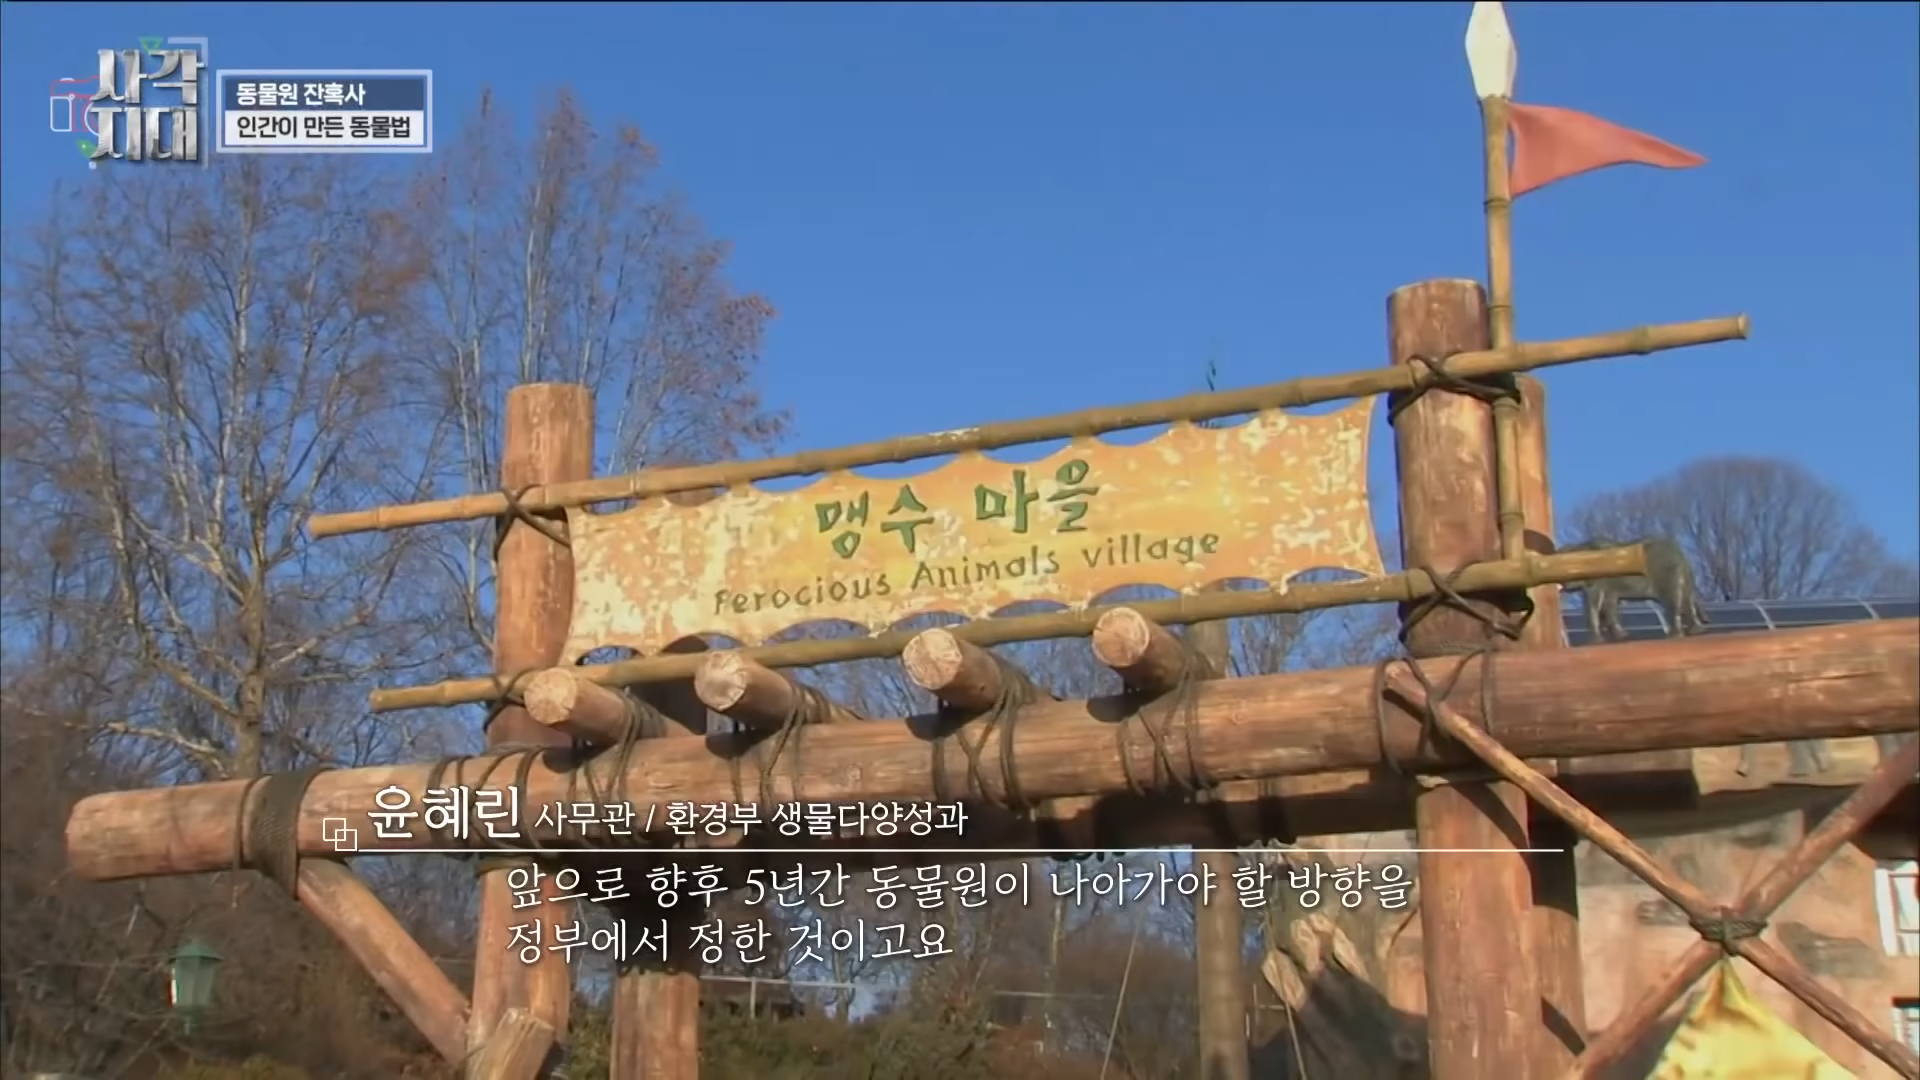 사각
지대
동물원 잔혹사
인간이 만든 동물법
맹수 마을
Ferocious Animals village
윤혜린 사무관 / 환경부 생물다양성과
앞으로 향후 5년간 동물원이 나아가야 할 방향을
정부에서 정한 것이고요